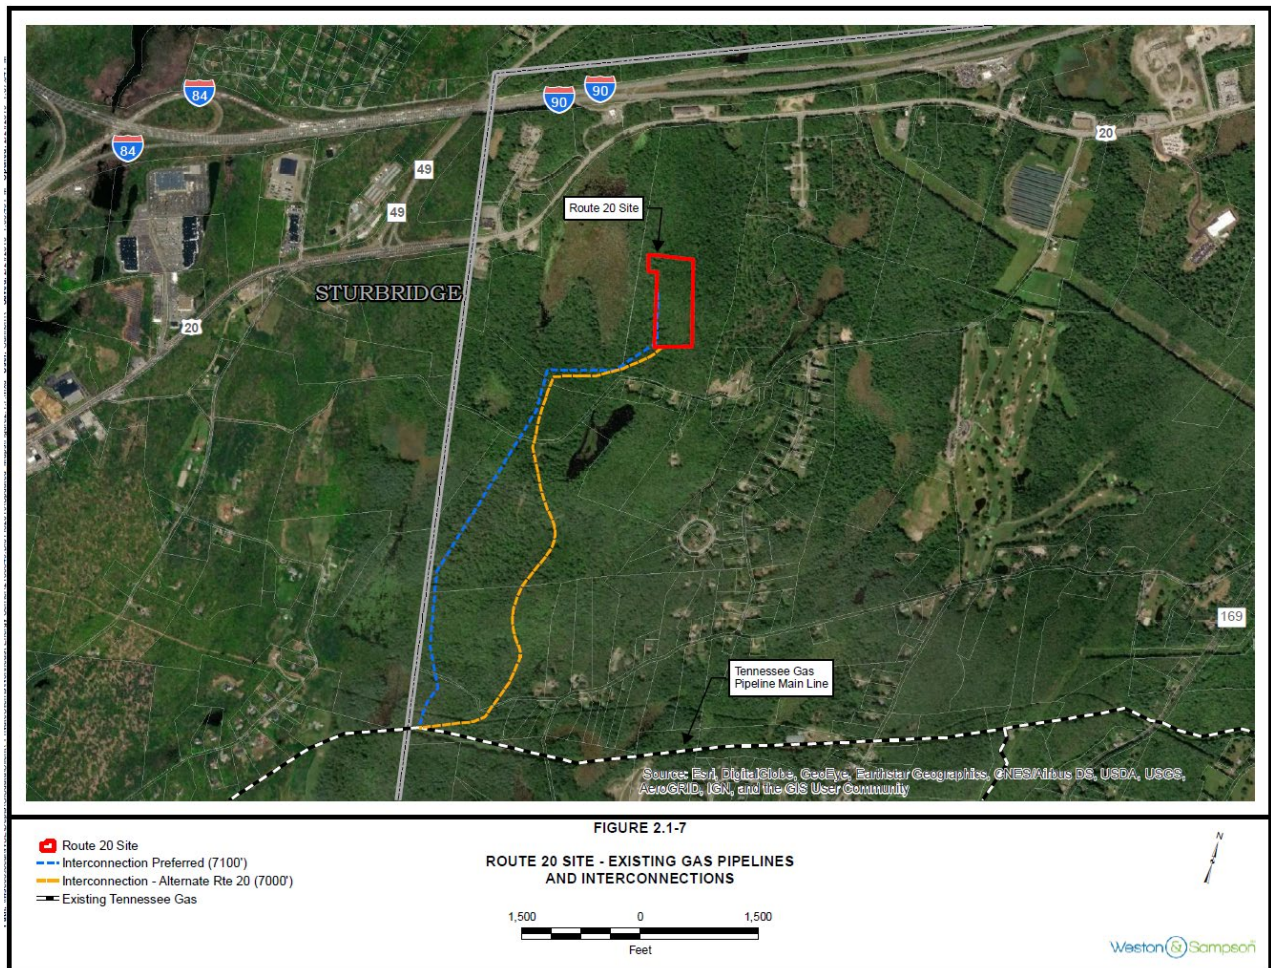 84
90
90
84
20
49
49
Route 20 Site
STURBRIDGE
20
169
Tennessee Gas
Pipeline Main Line
Source: Esri, DigitalGlobe, GeoEye, Earthstar Geographics, CNES/Airbus DS, USDA, USGS,
AeroGRID, IGN, and the GIS User Community
FIGURE 2.1-7
ROUTE 20 SITE - EXISTING GAS PIPELINES
AND INTERCONNECTIONS
Route 20 Site
Interconnection Preferred (7100')
Interconnection - Alternate Rte 20 (7000')
Existing Tennessee Gas
1,500 0 1,500
Feet
N
Weston & Sampson